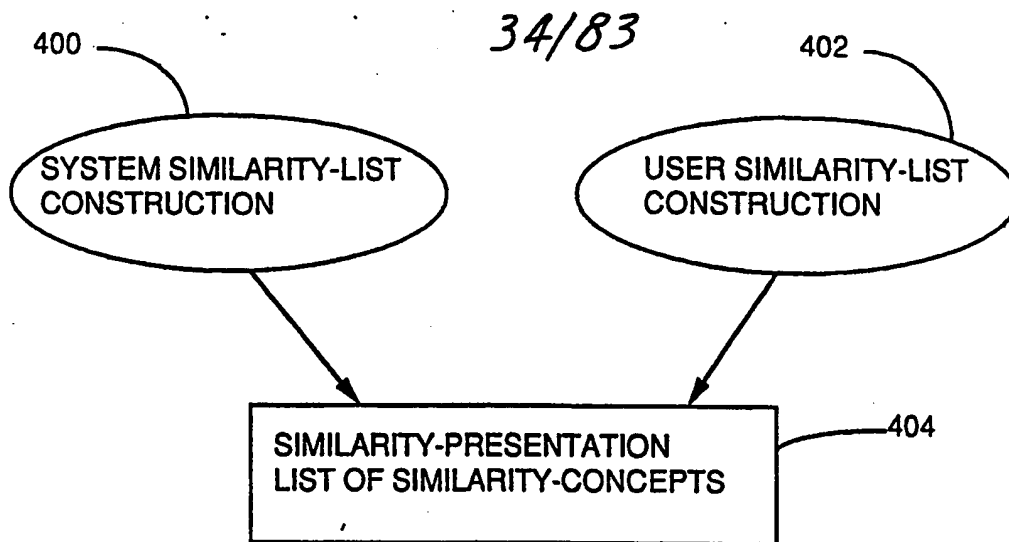 34/83
400
402
SYSTEM SIMILARITY-LIST
CONSTRUCTION
USER SIMILARITY-LIST
CONSTRUCTION
SIMILARITY-PRESENTATION
LIST OF SIMILARITY-CONCEPTS
404